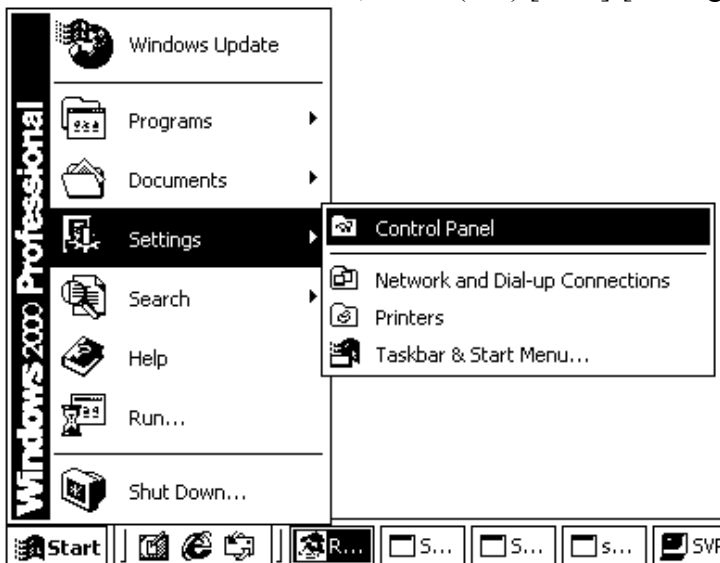 Windows Update
Programs
Documents
Settings
Search
Help
Run...
Shut Down...
Windows 2000 Professional
Control Panel
Network and Dial-up Connections
Printers
Taskbar & Start Menu...
Start
R...
S...
S...
s...